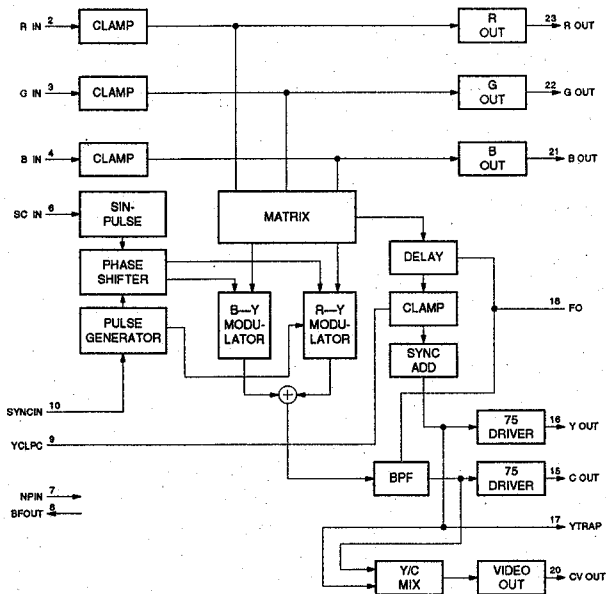 R IN 2 CLAMP R OUT 23 R OUT
G IN 3 CLAMP G OUT 22 G OUT
B IN 4 CLAMP B OUT 21 B OUT
SC IN 6 SIN-
PULSE
MATRIX
PHASE
SHIFTER
DELAY
PULSE
GENERATOR
B—Y
MODU-
LATOR
R—Y
MODU-
LATOR
CLAMP
18 FO
SYNC
ADD
SYNCIN 10
YCLPC 9
75
DRIVER
16 Y OUT
BPF
75
DRIVER
15 C OUT
NPIN 7
BFOUT 8
17 YTRAP
Y/C
MIX
VIDEO
OUT
20 CV OUT